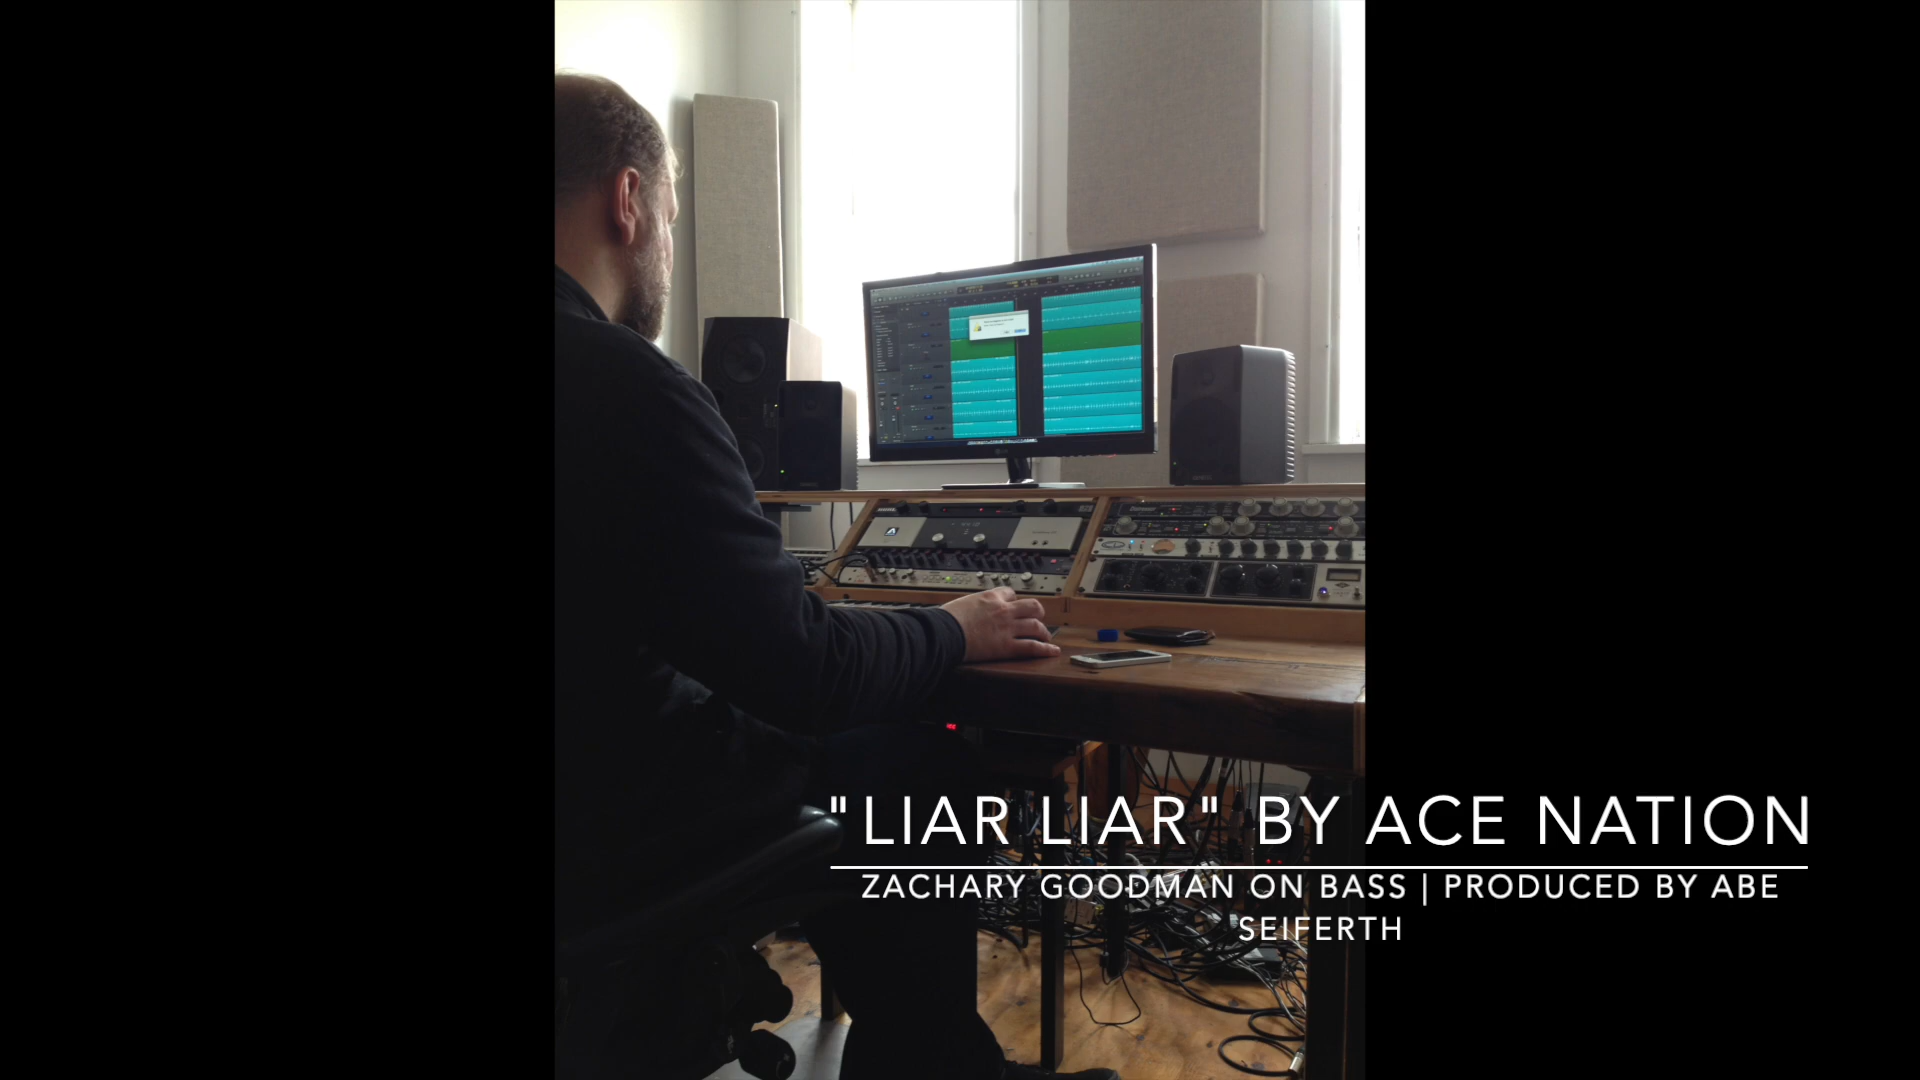 "LIAR LIAR" BY ACE NATION
ZACHARY GOODMAN ON BASS | PRODUCED BY ABE
SEIFERTH